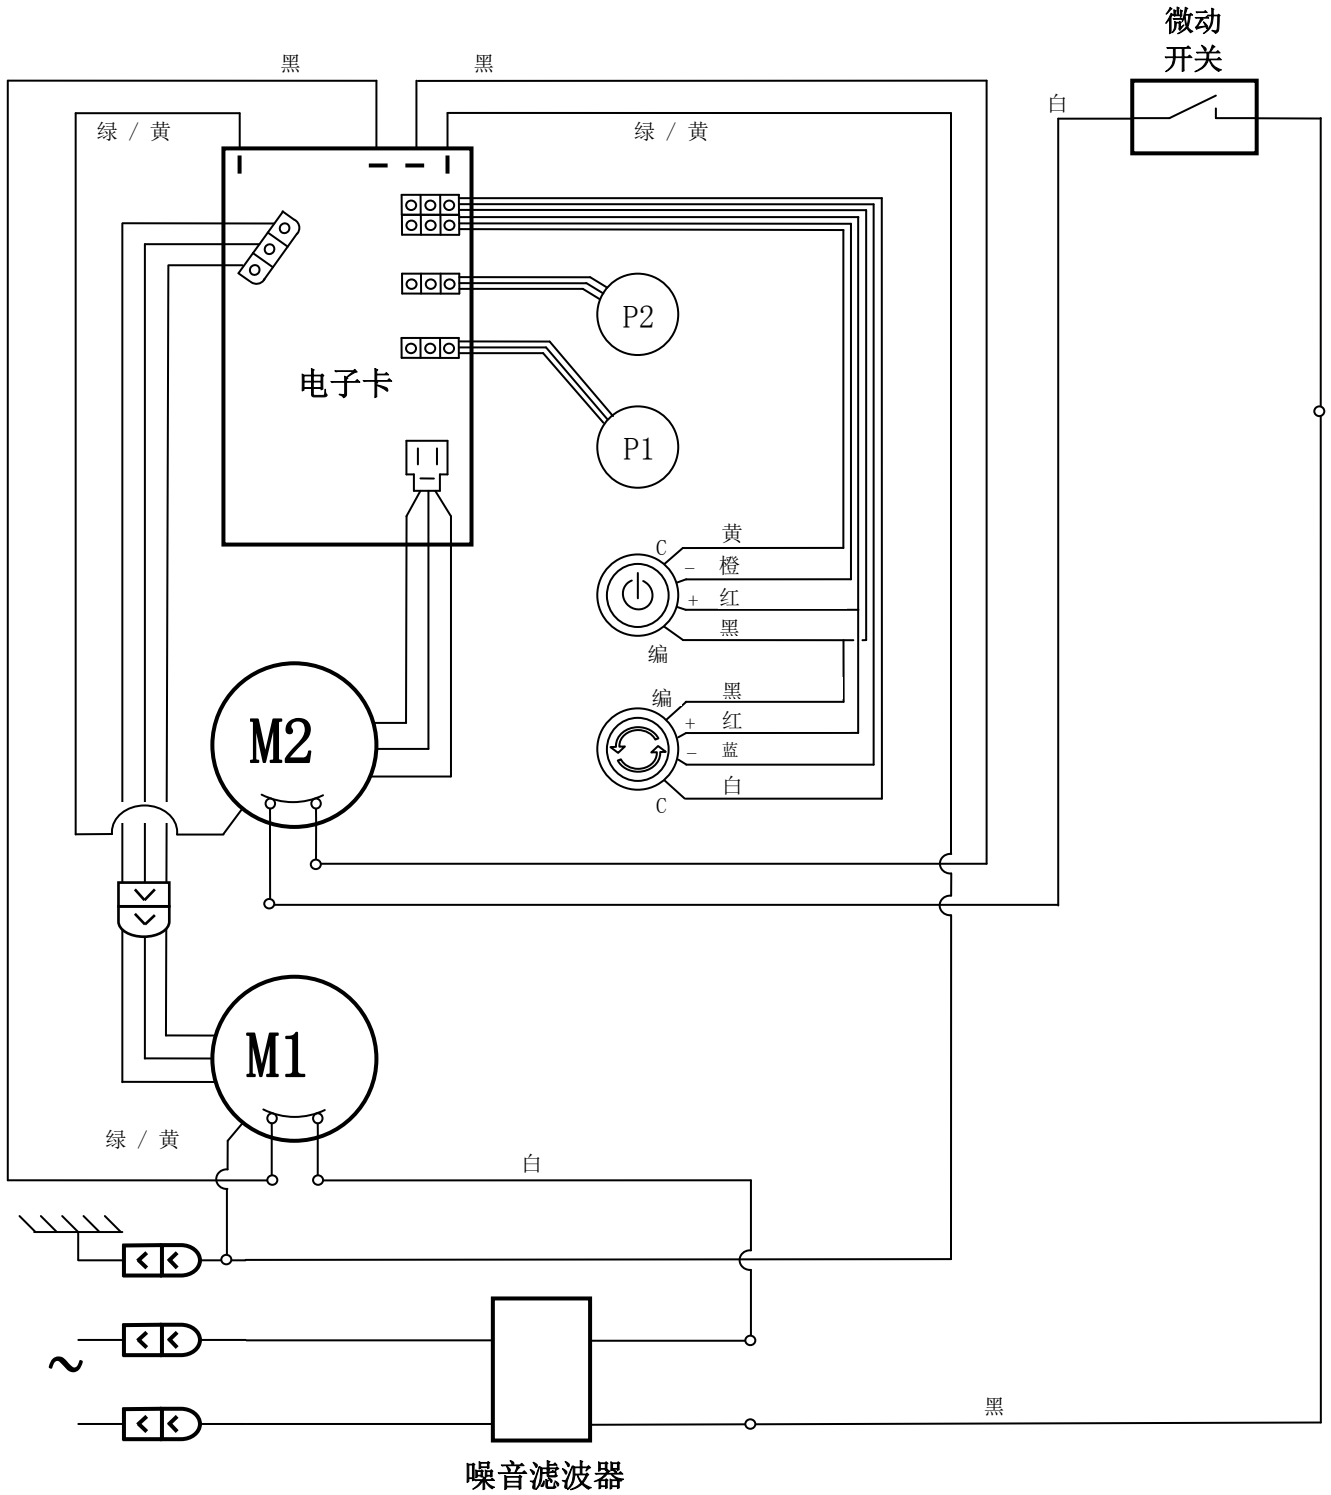 微动
开关
黑
黑
白
绿 / 黄
绿 / 黄
P2
电子卡
P1
C 黄
- 橙
+ 红
黑
编
编 黑
+ 红
- 蓝
白
C
M2
M1
绿 / 黄
白
~
黑
噪音滤波器